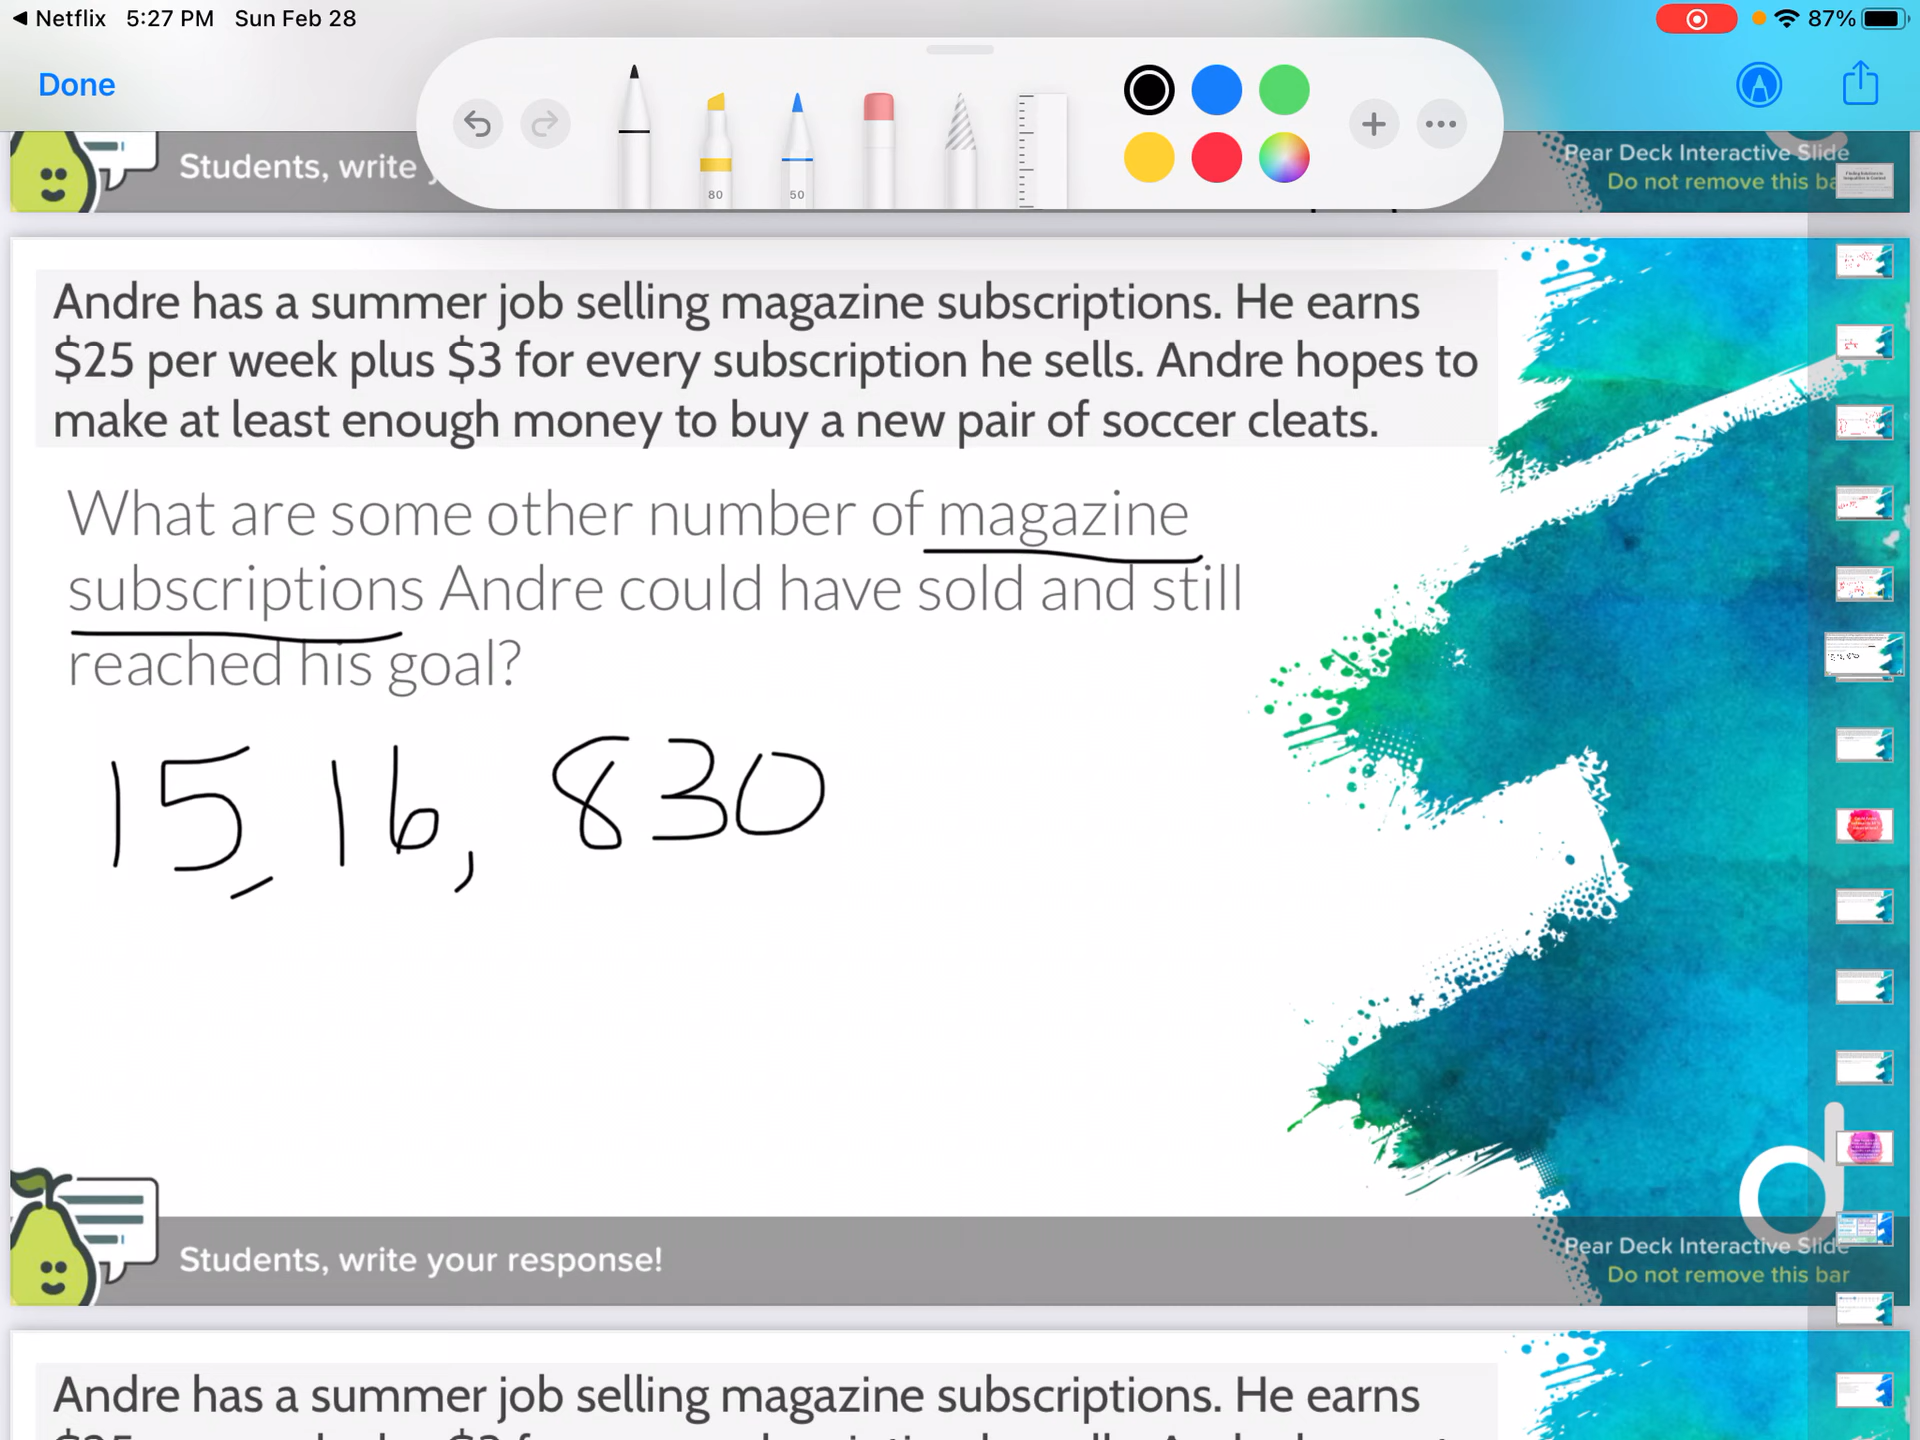 Netflix 5:27 PM Sun Feb 28 87%
Done
80 50
Students, write
Pear Deck Interactive Slide
Do not remove this ba
Andre has a summer job selling magazine subscriptions. He earns
$25 per week plus $3 for every subscription he sells. Andre hopes to
make at least enough money to buy a new pair of soccer cleats.
What are some other number of magazine
subscriptions Andre could have sold and still
reached his goal?
15, 16, 830
Students, write your response!
Pear Deck Interactive Slide
Do not remove this bar
Andre has a summer job selling magazine subscriptions. He earns